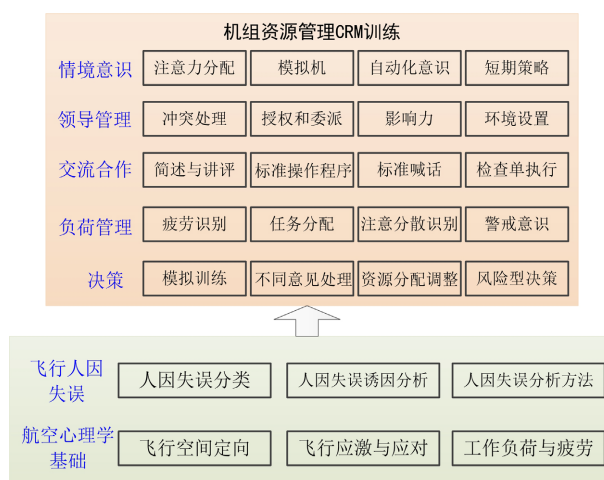 机组资源管理CRM训练
情境意识 注意力分配 模拟机 自动化意识 短期策略
领导管理 冲突处理 授权和委派 影响力 环境设置
交流合作 简述与讲评 标准操作程序 标准喊话 检查单执行
负荷管理 疲劳识别 任务分配 注意分散识别 警戒意识
决策 模拟训练 不同意见处理 资源分配调整 风险型决策
飞行人因
失误
人因失误分类 人因失误诱因分析 人因失误分析方法
航空心理学
基础
飞行空间定向 飞行应激与应对 工作负荷与疲劳